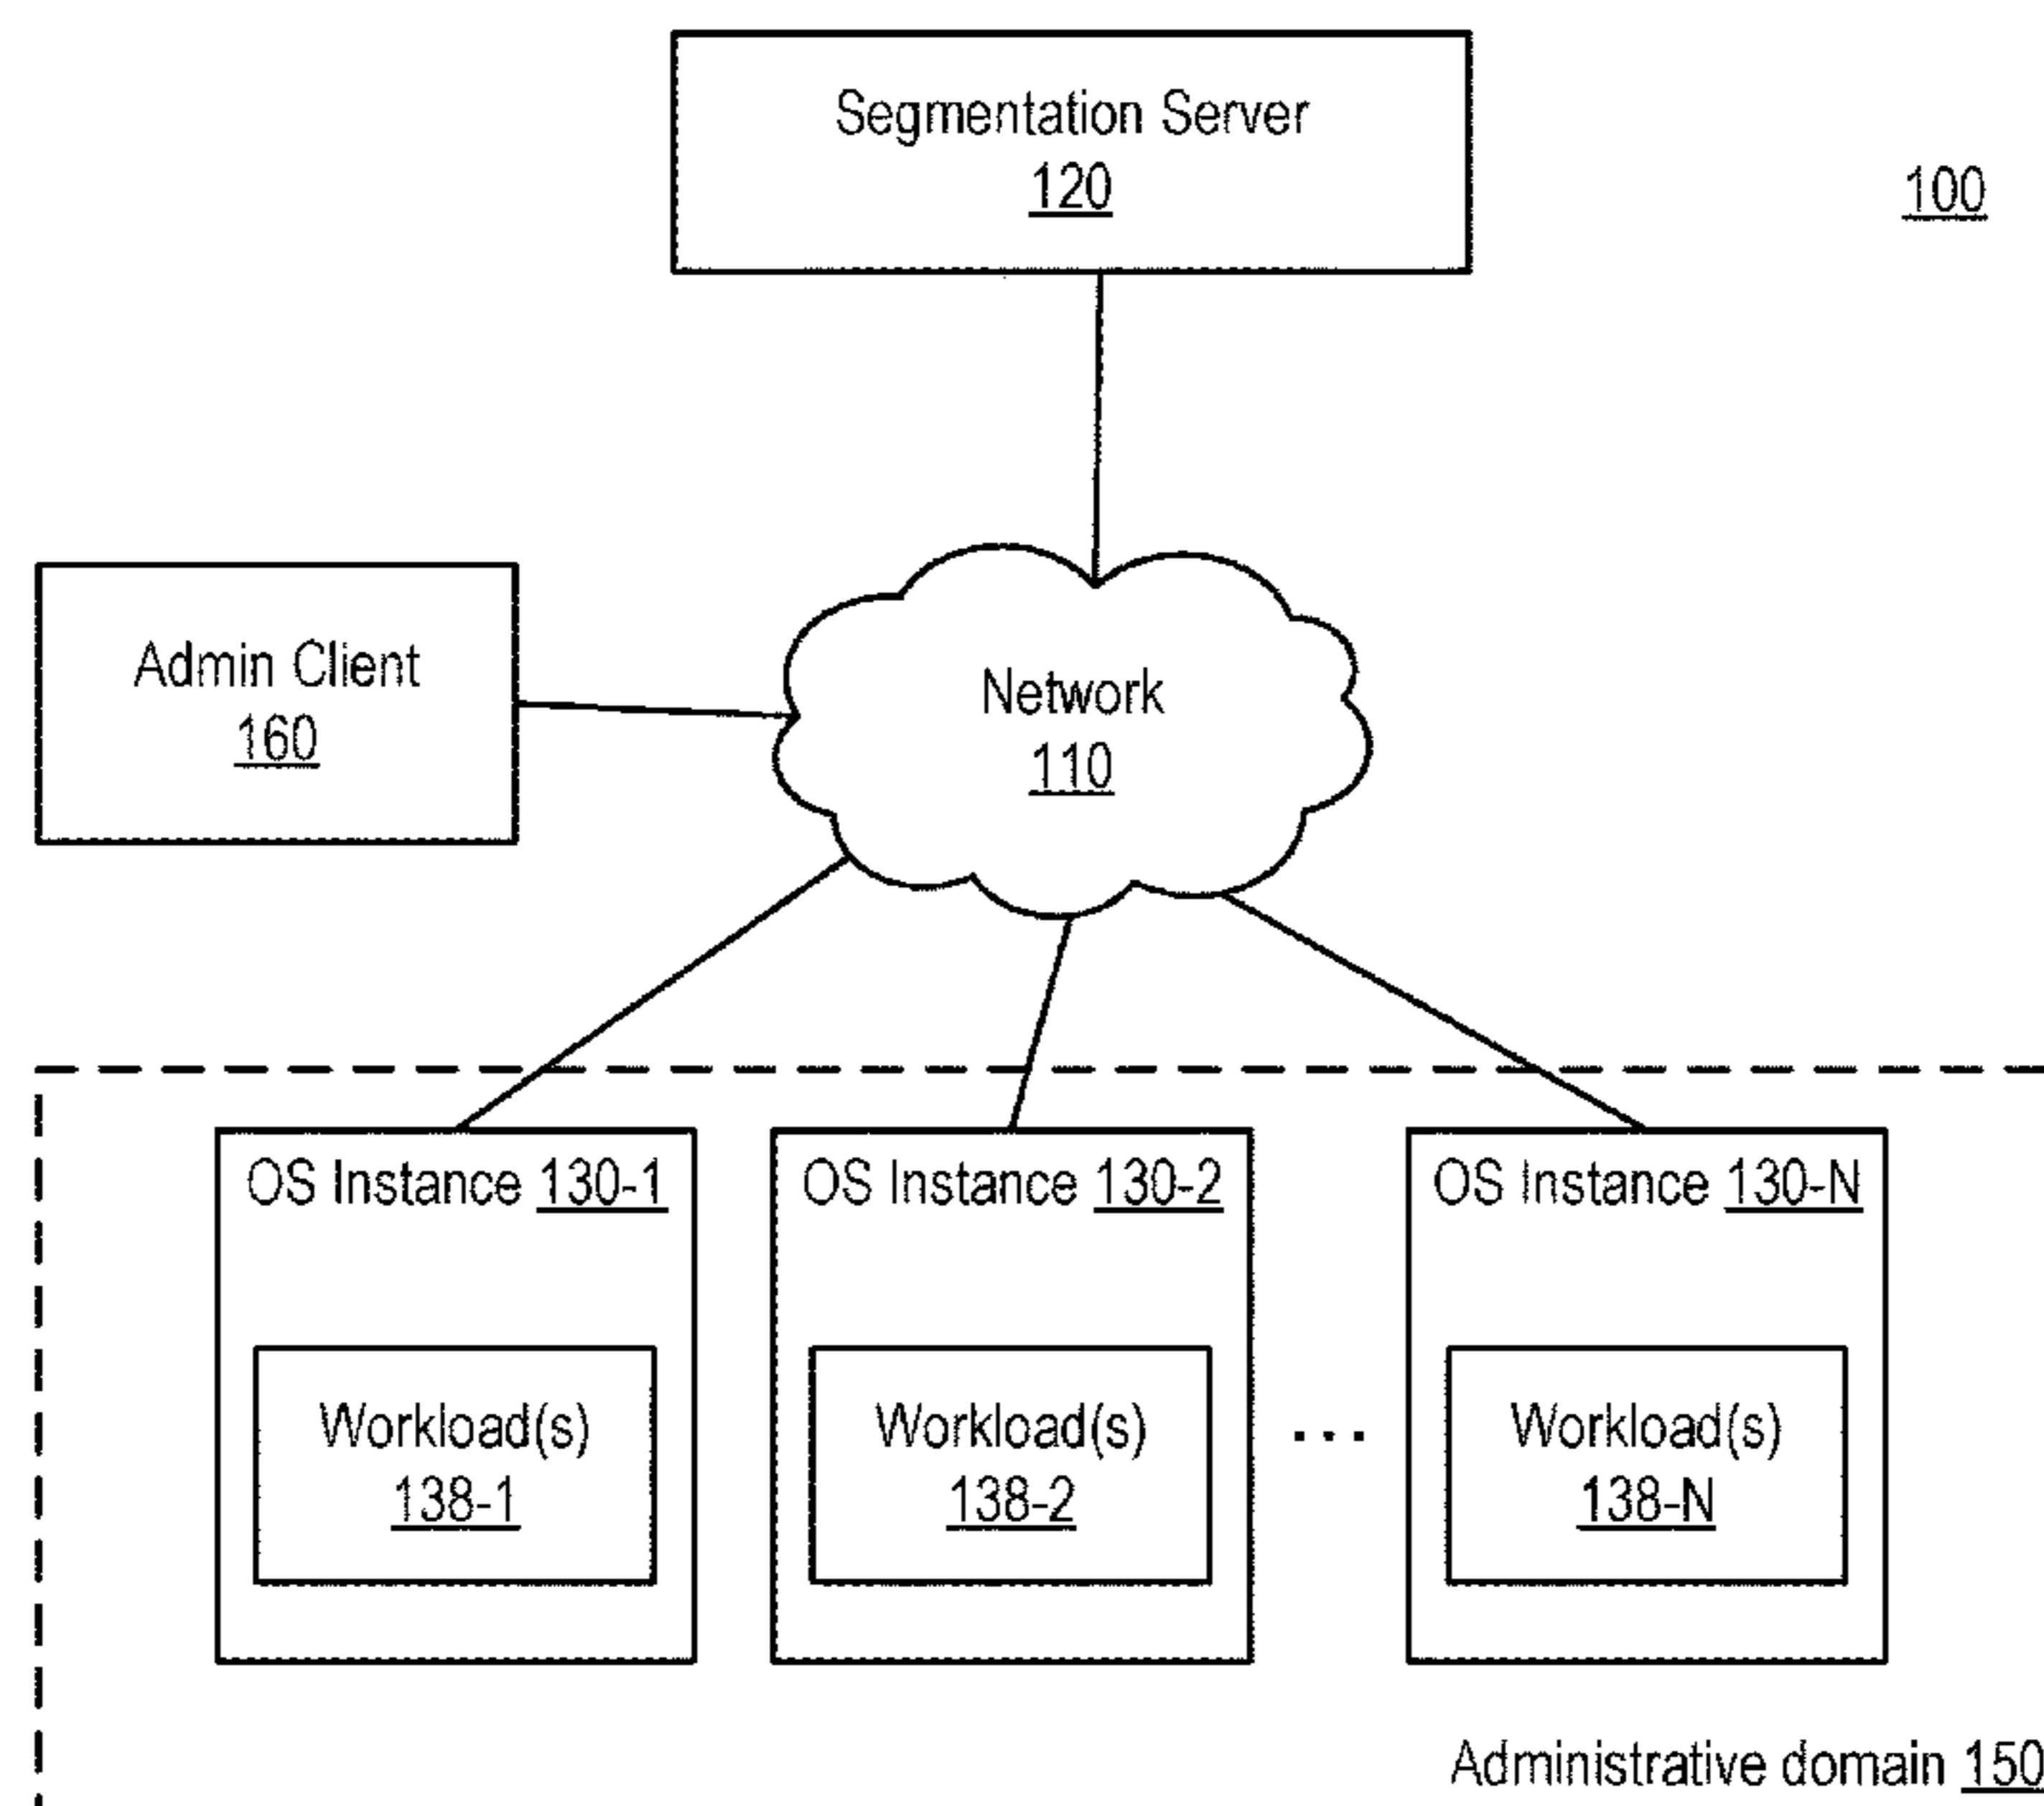 Segmentation Server
120
100
Admin Client
160
Network
110
OS Instance 130-1
OS Instance 130-2
OS Instance 130-N
Workload(s)
138-1
Workload(s)
138-2
...
Workload(s)
138-N
Administrative domain 150